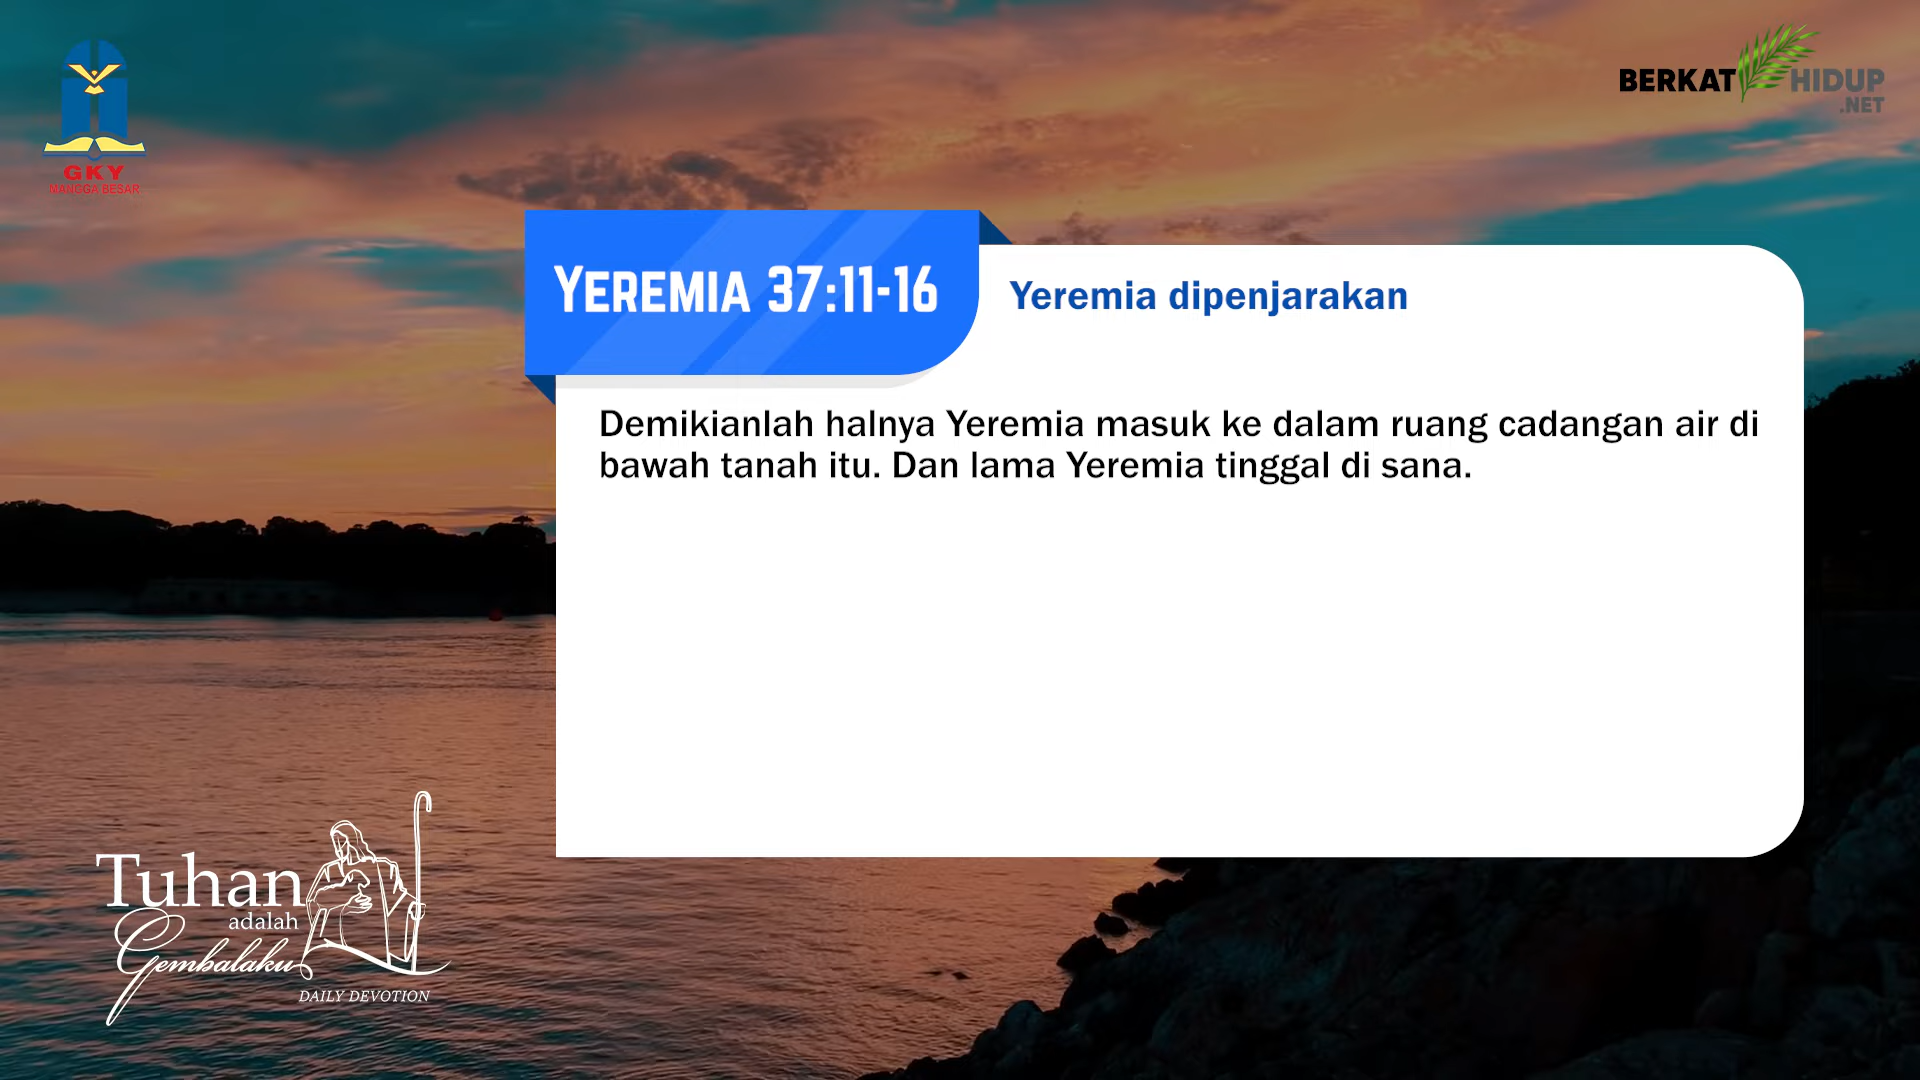 GKY
MANGGA BESAR
BERKAT HIDUP
.NET
YEREMIA 37:11-16
Yeremia dipenjarakan
Demikianlah halnya Yeremia masuk ke dalam ruang cadangan air di
bawah tanah itu. Dan lama Yeremia tinggal di sana.
Tuhan
adalah
Gembalaku
DAILY DEVOTION